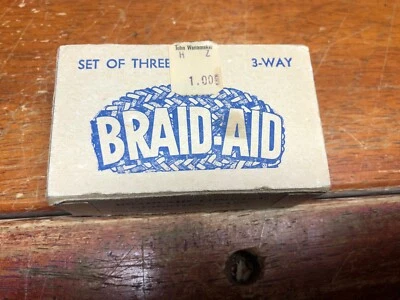 John Wanamaker
H Z
1.00
SET OF THREE 3-WAY
BRAID-AID